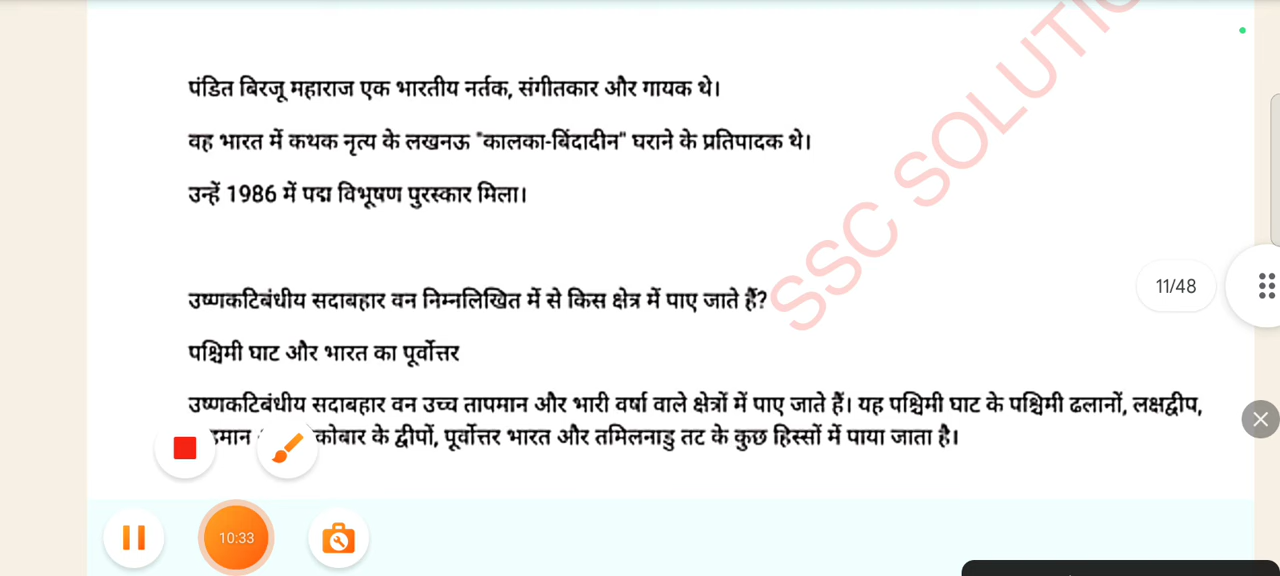 पंडित बिरजू महाराज एक भारतीय नर्तक, संगीतकार और गायक थे।
वह भारत में कथक नृत्य के लखनऊ "कालका-बिंदादीन" घराने के प्रतिपादक थे।
उन्हें 1986 में पद्म विभूषण पुरस्कार मिला।
SSC SOLUTIO
11/48
उष्णकटिबंधीय सदाबहार वन निम्नलिखित में से किस क्षेत्र में पाए जाते हैं?
पश्चिमी घाट और भारत का पूर्वोत्तर
उष्णकटिबंधीय सदाबहार वन उच्च तापमान और भारी वर्षा वाले क्षेत्रों में पाए जाते हैं। यह पश्चिमी घाट के पश्चिमी ढलानों, लक्षद्वीप,
के द्वीपों, पूर्वोत्तर भारत और तमिलनाडु तट के कुछ हिस्सों में पाया जाता है।
10:33